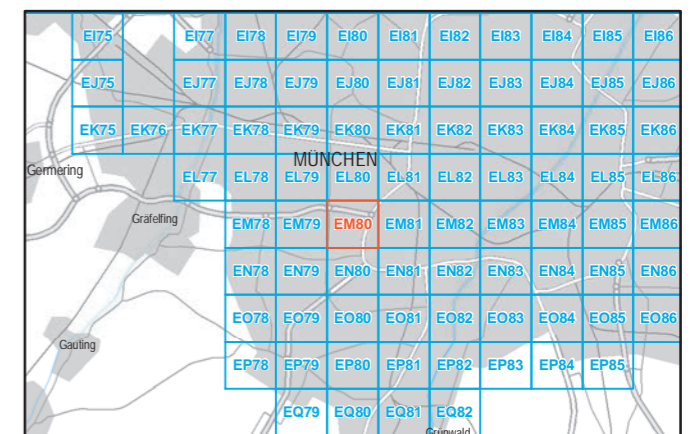 EI75 EI77 EI78 EI79 EI80 EI81 EI82 EI83 EI84 EI85 EI86
EJ75 EJ77 EJ78 EJ79 EJ80 EJ81 EJ82 EJ83 EJ84 EJ85 EJ86
EK75 EK76 EK77 EK78 EK79 EK80 EK81 EK82 EK83 EK84 EK85 EK86
MÜNCHEN
Germering EL77 EL78 EL79 EL80 EL81 EL82 EL83 EL84 EL85 EL86
Gräfelfing EM78 EM79 EM80 EM81 EM82 EM83 EM84 EM85 EM86
EN78 EN79 EN80 EN81 EN82 EN83 EN84 EN85 EN86
EO78 EO79 EO80 EO81 EO82 EO83 EO84 EO85 EO86
Gauting
EP78 EP79 EP80 EP81 EP82 EP83 EP84 EP85
EQ79 EQ80 EQ81 EQ82
Grünwald